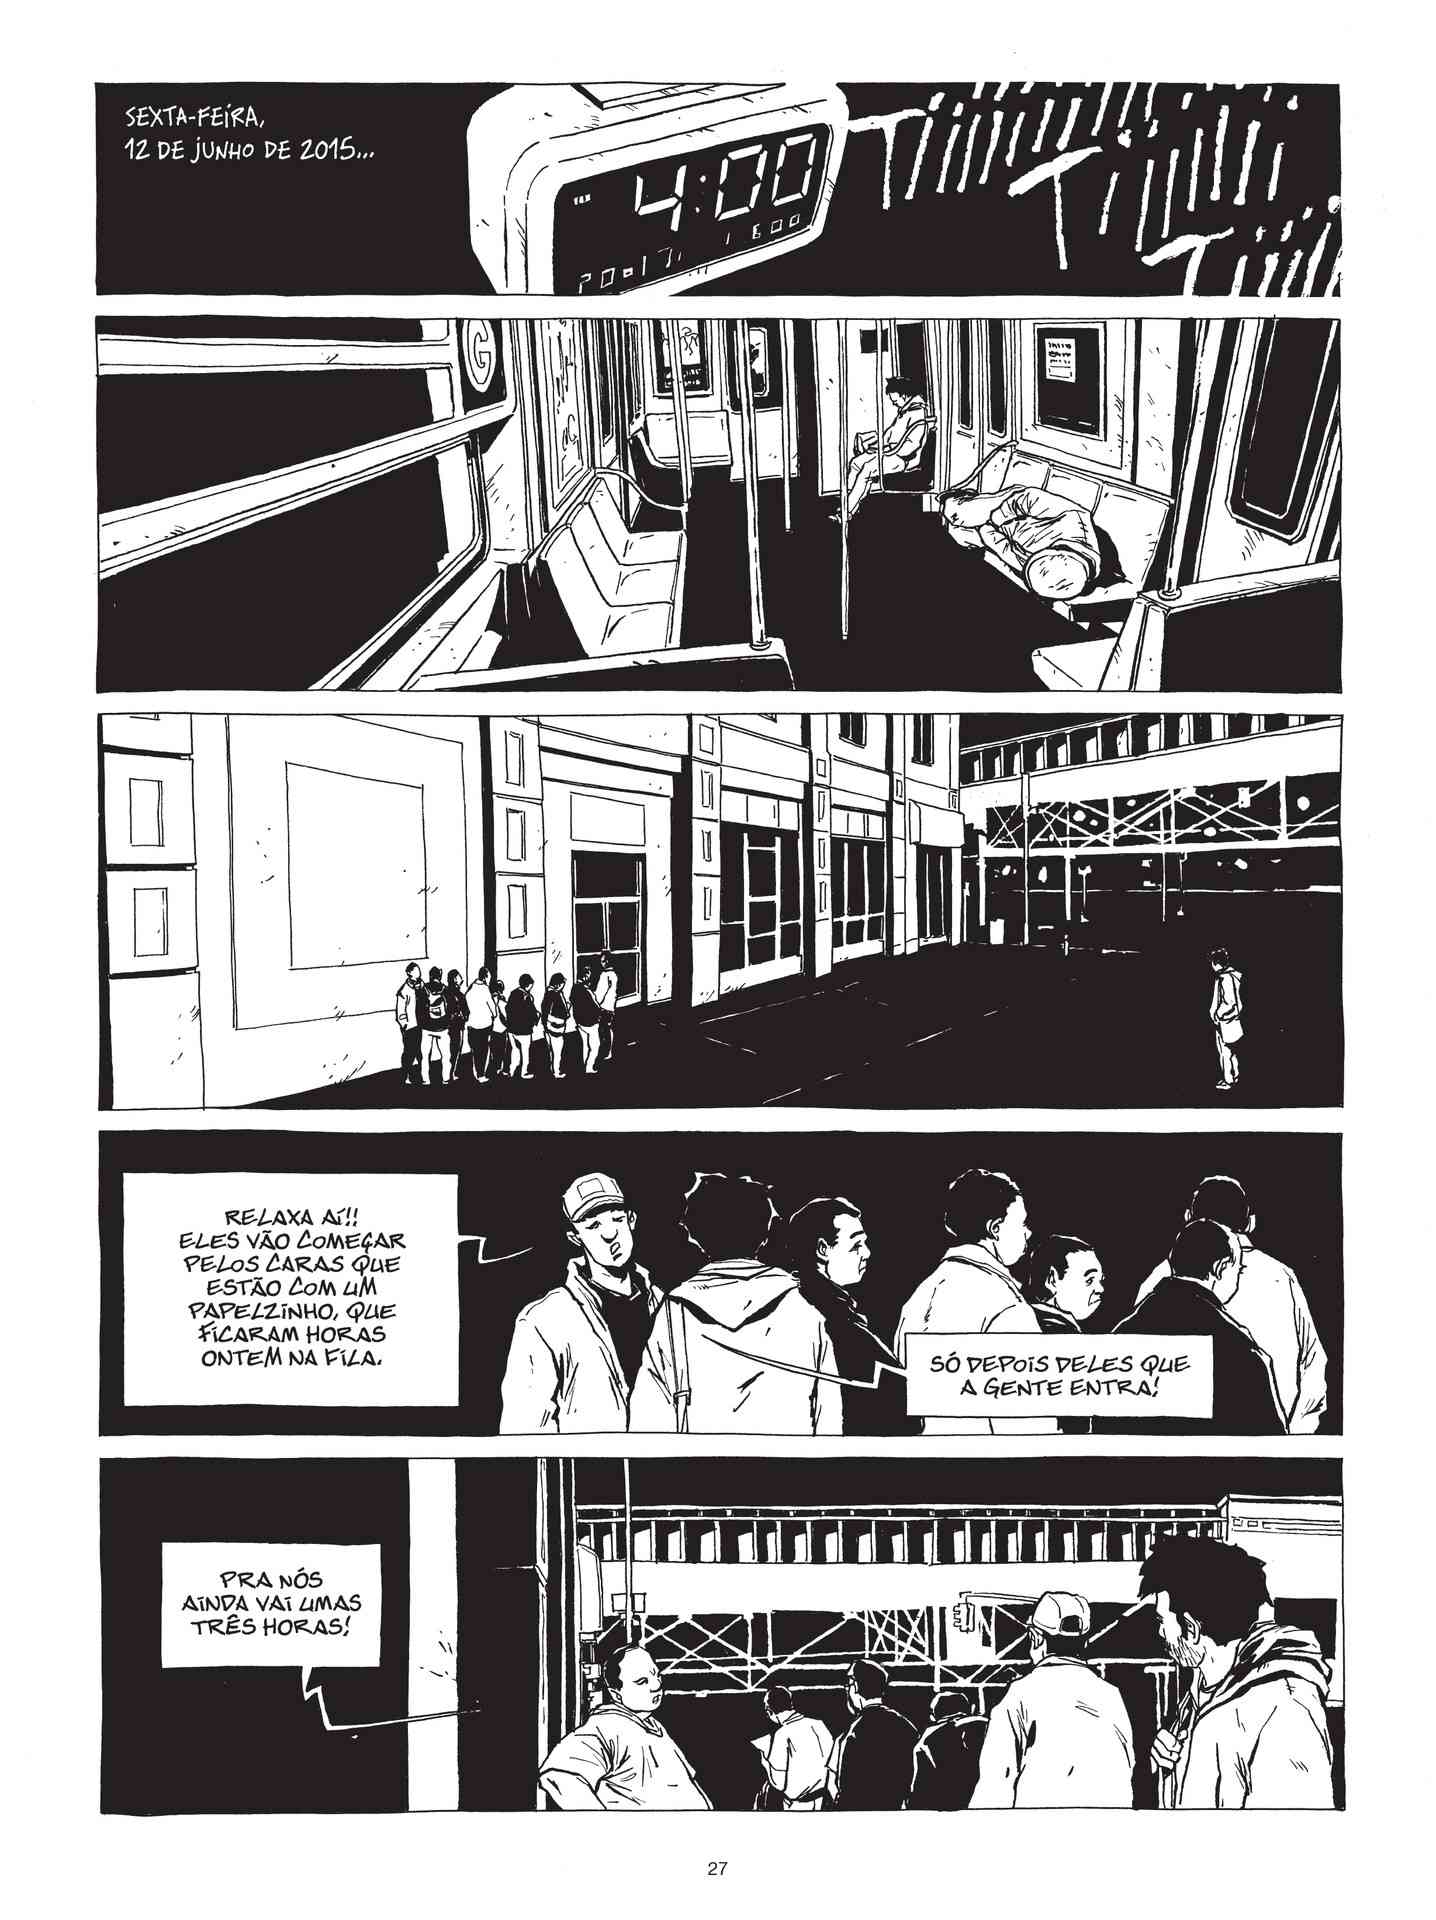 SEXTA-FEIRA,
12 DE JUNHO DE 2015...
4:00
G
RELAXA AÍ!!
ELES VÃO COMEÇAR
PELOS CARAS QUE
ESTÃO COM UM
PAPELZINHO, QUE
FICARAM HORAS
ONTEM NA FILA.
SÓ DEPOIS DELES QUE
A GENTE ENTRA!
PRA NÓS
AINDA VAI UMAS
TRÊS HORAS!
27